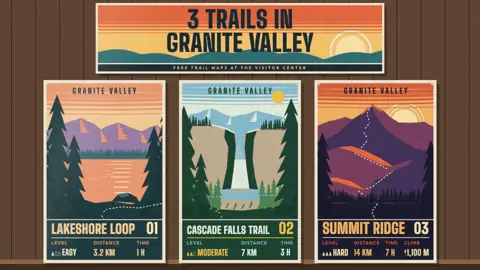 3 TRAILS IN
GRANITE VALLEY
FREE TRAIL MAPS AT THE VISITOR CENTER
GRANITE VALLEY
LAKESHORE LOOP 01
LEVEL DISTANCE TIME
EASY 3.2 KM 1 H
GRANITE VALLEY
CASCADE FALLS TRAIL 02
LEVEL DISTANCE TIME
MODERATE 7 KM 3 H
GRANITE VALLEY
SUMMIT RIDGE 03
LEVEL DISTANCE TIME CLIMB
HARD 14 KM 7 H 1,100 M